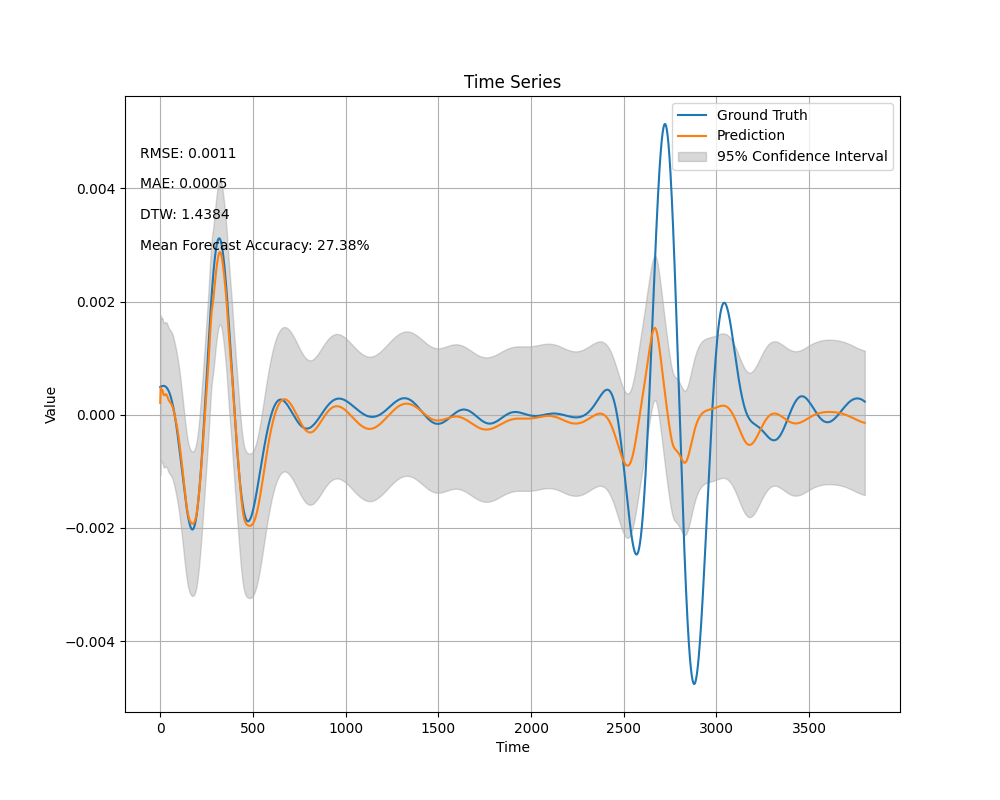 Time Series
Ground Truth
Prediction
95% Confidence Interval
RMSE: 0.0011
MAE: 0.0005
DTW: 1.4384
Mean Forecast Accuracy: 27.38%
Value
0.004
0.002
0.000
−0.002
−0.004
0 500 1000 1500 2000 2500 3000 3500
Time